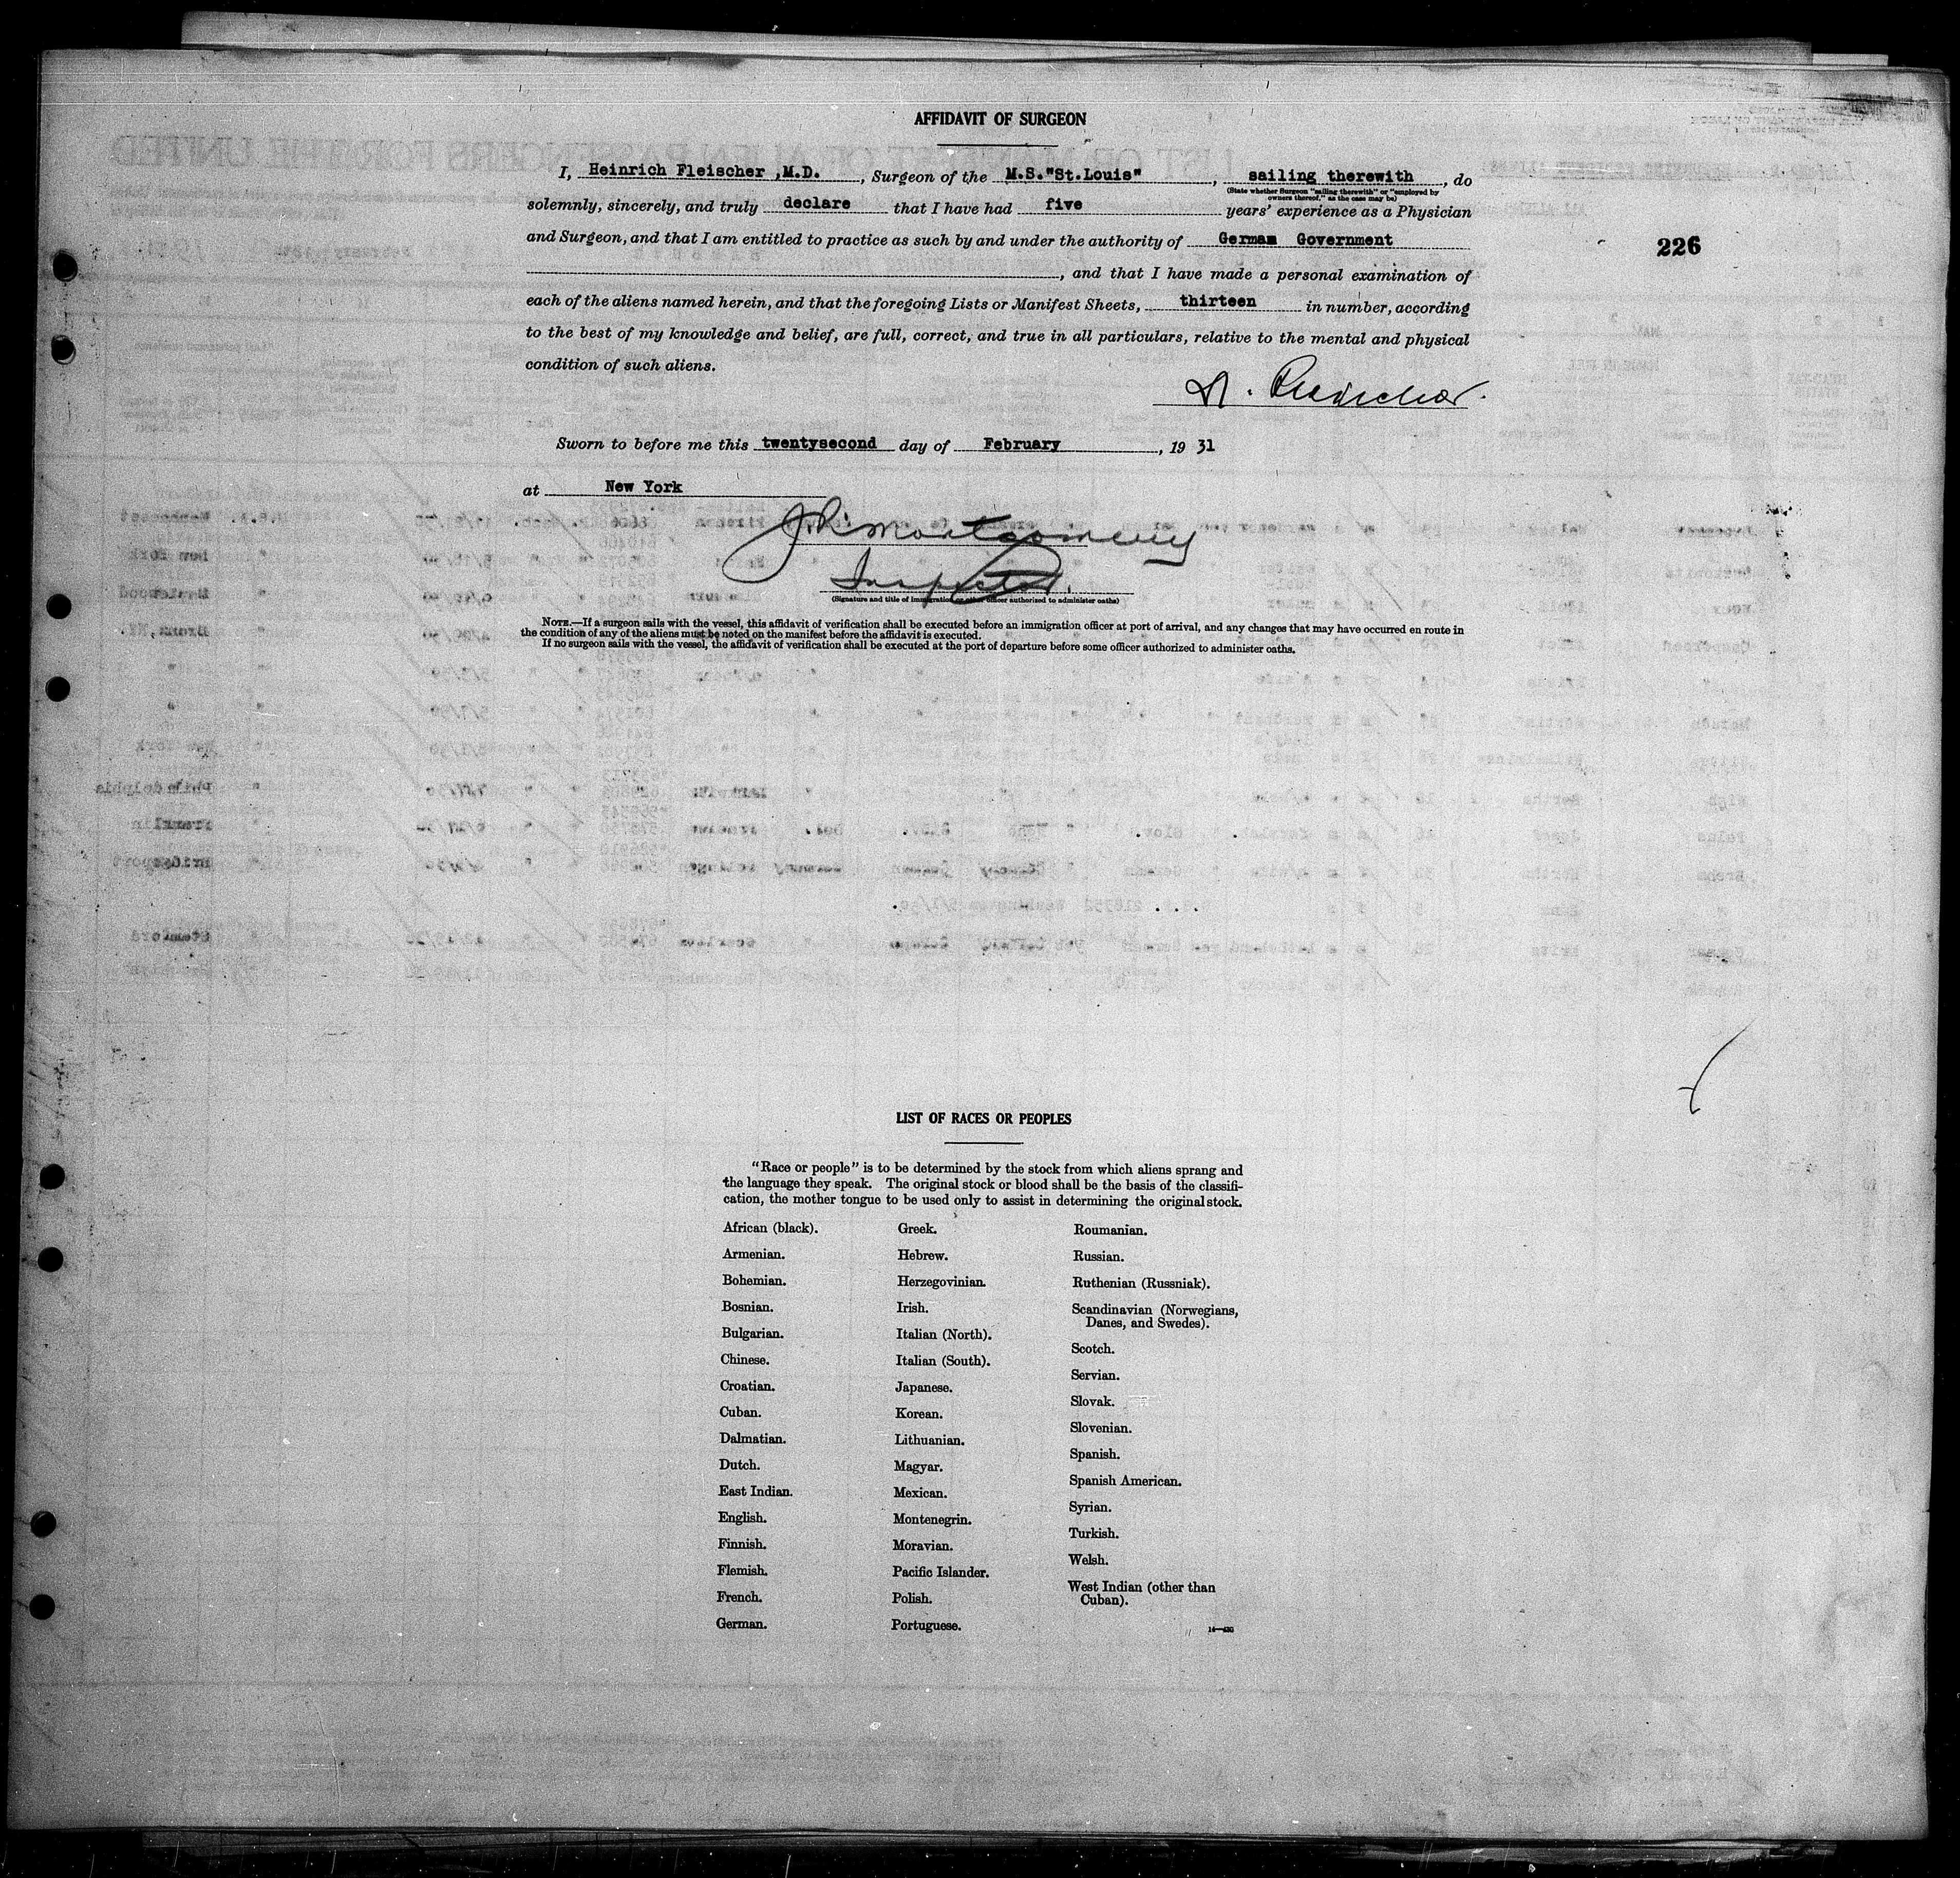 AFFIDAVIT OF SURGEON
I, Heinrich Fleischer ,M.D. , Surgeon of the M.S."St.Louis" , sailing therewith , do
(State whether Surgeon "sailing therewith" or "employed by
owners thereof," as the case may be)
solemnly, sincerely, and truly declare that I have had five years' experience as a Physician
and Surgeon, and that I am entitled to practice as such by and under the authority of German Government
226
, and that I have made a personal examination of
each of the aliens named herein, and that the foregoing Lists or Manifest Sheets, thirteen in number, according
to the best of my knowledge and belief, are full, correct, and true in all particulars, relative to the mental and physical
condition of such aliens.
H. Fleischer.
Sworn to before me this twentysecond day of February , 19 31
at New York
J.R. Montgomery
Inspector.
(Signature and title of immigration or other officer authorized to administer oaths)
NOTE.—If a surgeon sails with the vessel, this affidavit of verification shall be executed before an immigration officer at port of arrival, and any changes that may have occurred en route in
the condition of any of the aliens must be noted on the manifest before the affidavit is executed.
If no surgeon sails with the vessel, the affidavit of verification shall be executed at the port of departure before some officer authorized to administer oaths.
LIST OF RACES OR PEOPLES
"Race or people" is to be determined by the stock from which aliens sprang and
the language they speak. The original stock or blood shall be the basis of the classifi-
cation, the mother tongue to be used only to assist in determining the original stock.
African (black).
Armenian.
Bohemian.
Bosnian.
Bulgarian.
Chinese.
Croatian.
Cuban.
Dalmatian.
Dutch.
East Indian.
English.
Finnish.
Flemish.
French.
German.
Greek.
Hebrew.
Herzegovinian.
Irish.
Italian (North).
Italian (South).
Japanese.
Korean.
Lithuanian.
Magyar.
Mexican.
Montenegrin.
Moravian.
Pacific Islander.
Polish.
Portuguese.
Roumanian.
Russian.
Ruthenian (Russniak).
Scandinavian (Norwegians,
Danes, and Swedes).
Scotch.
Servian.
Slovak.
Slovenian.
Spanish.
Spanish American.
Syrian.
Turkish.
Welsh.
West Indian (other than
Cuban).